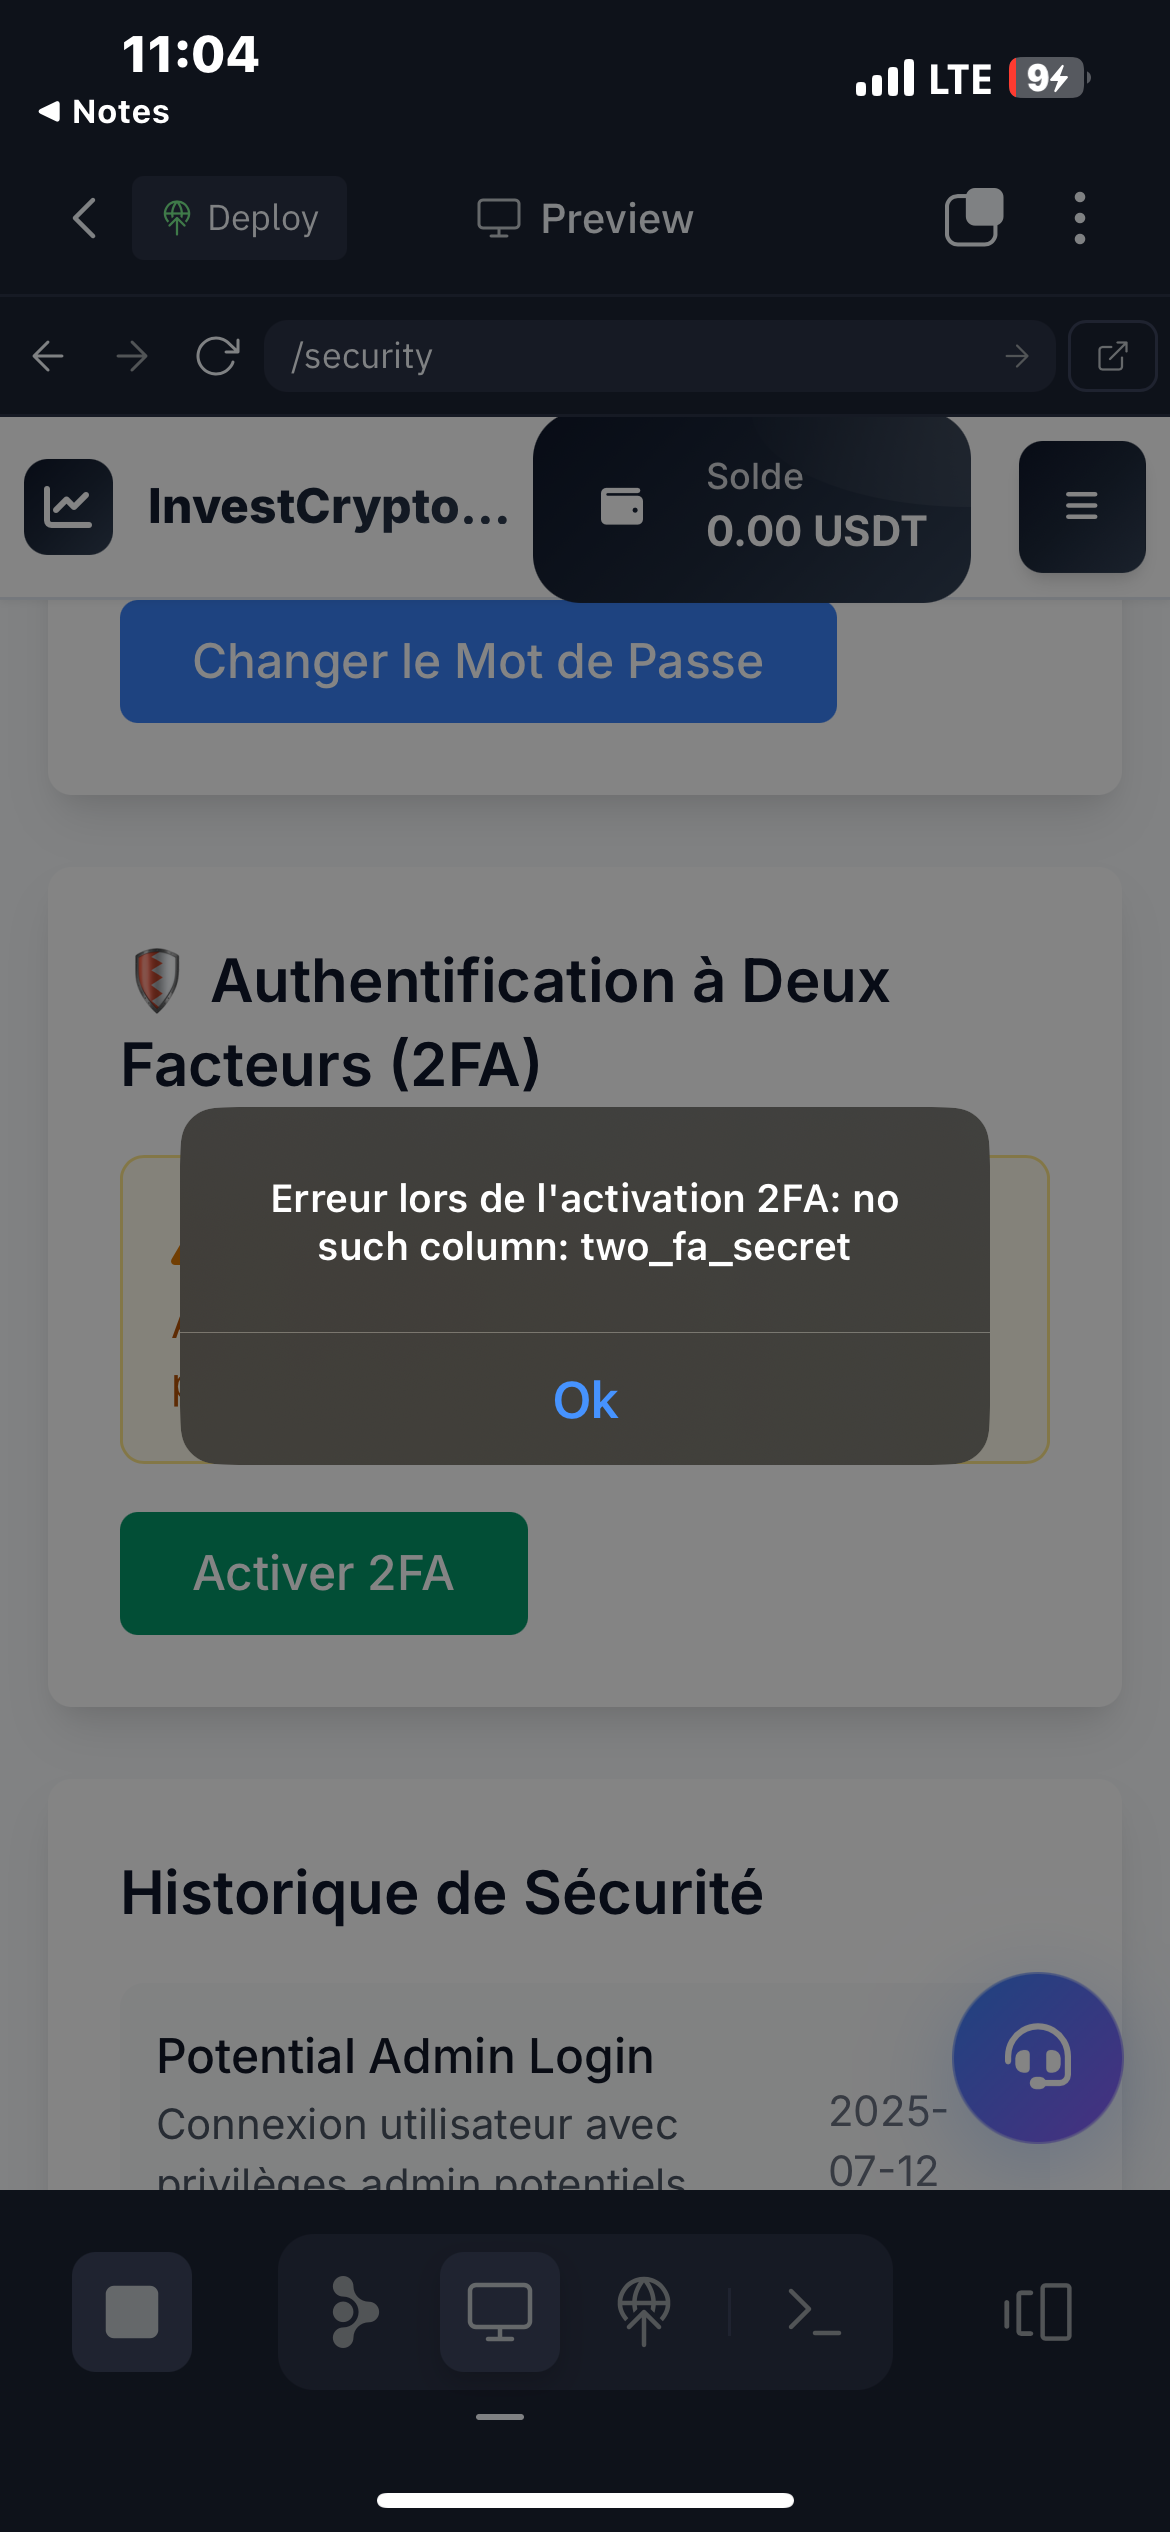 11:04
LTE
9
◀ Notes
Deploy
Preview
/security
InvestCrypto...
Solde
0.00 USDT
Changer le Mot de Passe
Authentification à Deux
Facteurs (2FA)
Erreur lors de l'activation 2FA: no
such column: two_fa_secret
Ok
Activer 2FA
Historique de Sécurité
Potential Admin Login
Connexion utilisateur avec
privilèges admin potentiels
2025-
07-12